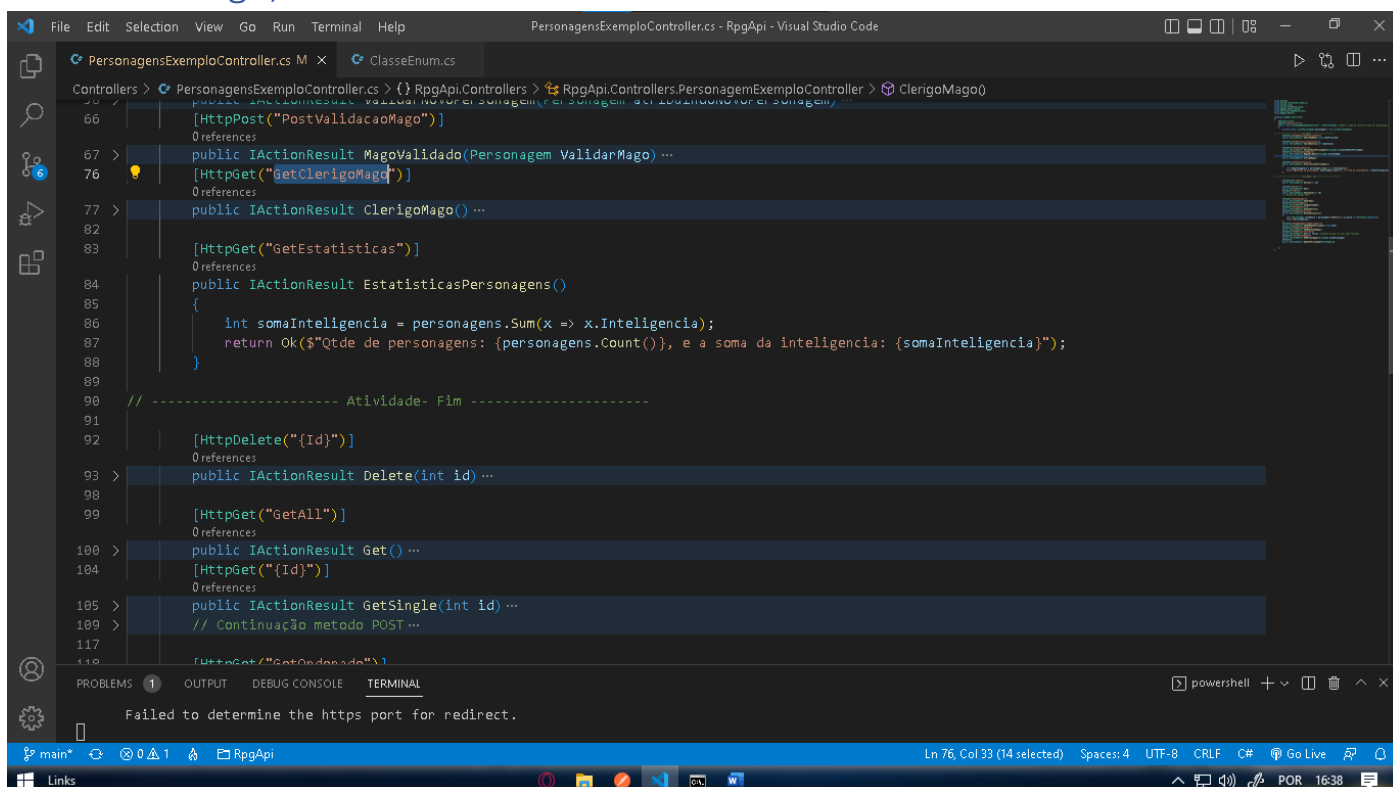 File Edit Selection View Go Run Terminal Help PersonagensExemploController.cs - RpgApi - Visual Studio Code
PersonagensExemploController.cs M × ClasseEnum.cs
Controllers > PersonagensExemploController.cs > {} RpgApi.Controllers > RpgApi.Controllers.PersonagemExemploController > ClerigoMago()
public IActionResult ValidarNovoPersonagem(Personagem atribuindoNovoPersonagem) ...
66 [HttpPost("PostValidacaoMago")]
0 references
67 > public IActionResult MagoValidado(Personagem ValidarMago) ...
76 [HttpGet("GetClerigoMago")]
0 references
77 > public IActionResult ClerigoMago() ...
82
83 [HttpGet("GetEstatisticas")]
0 references
84 public IActionResult EstatisticasPersonagens()
85 {
86 int somaInteligencia = personagens.Sum(x => x.Inteligencia);
87 return Ok($"Qtde de personagens: {personagens.Count()}, e a soma da inteligencia: {somaInteligencia}");
88 }
89
90 // ----------------------- Atividade- Fim ----------------------
91
92 [HttpDelete("{Id}")]
0 references
93 > public IActionResult Delete(int id) ...
98
99 [HttpGet("GetAll")]
0 references
100 > public IActionResult Get() ...
104 [HttpGet("{Id}")]
0 references
105 > public IActionResult GetSingle(int id) ...
109 > // Continuação metodo POST ...
117
118 [HttpGet("GetOrdenado")]
PROBLEMS 1 OUTPUT DEBUG CONSOLE TERMINAL powershell
Failed to determine the https port for redirect.
main* 0 1 RpgApi Ln 76, Col 33 (14 selected) Spaces: 4 UTF-8 CRLF C# Go Live
Links POR 16:38